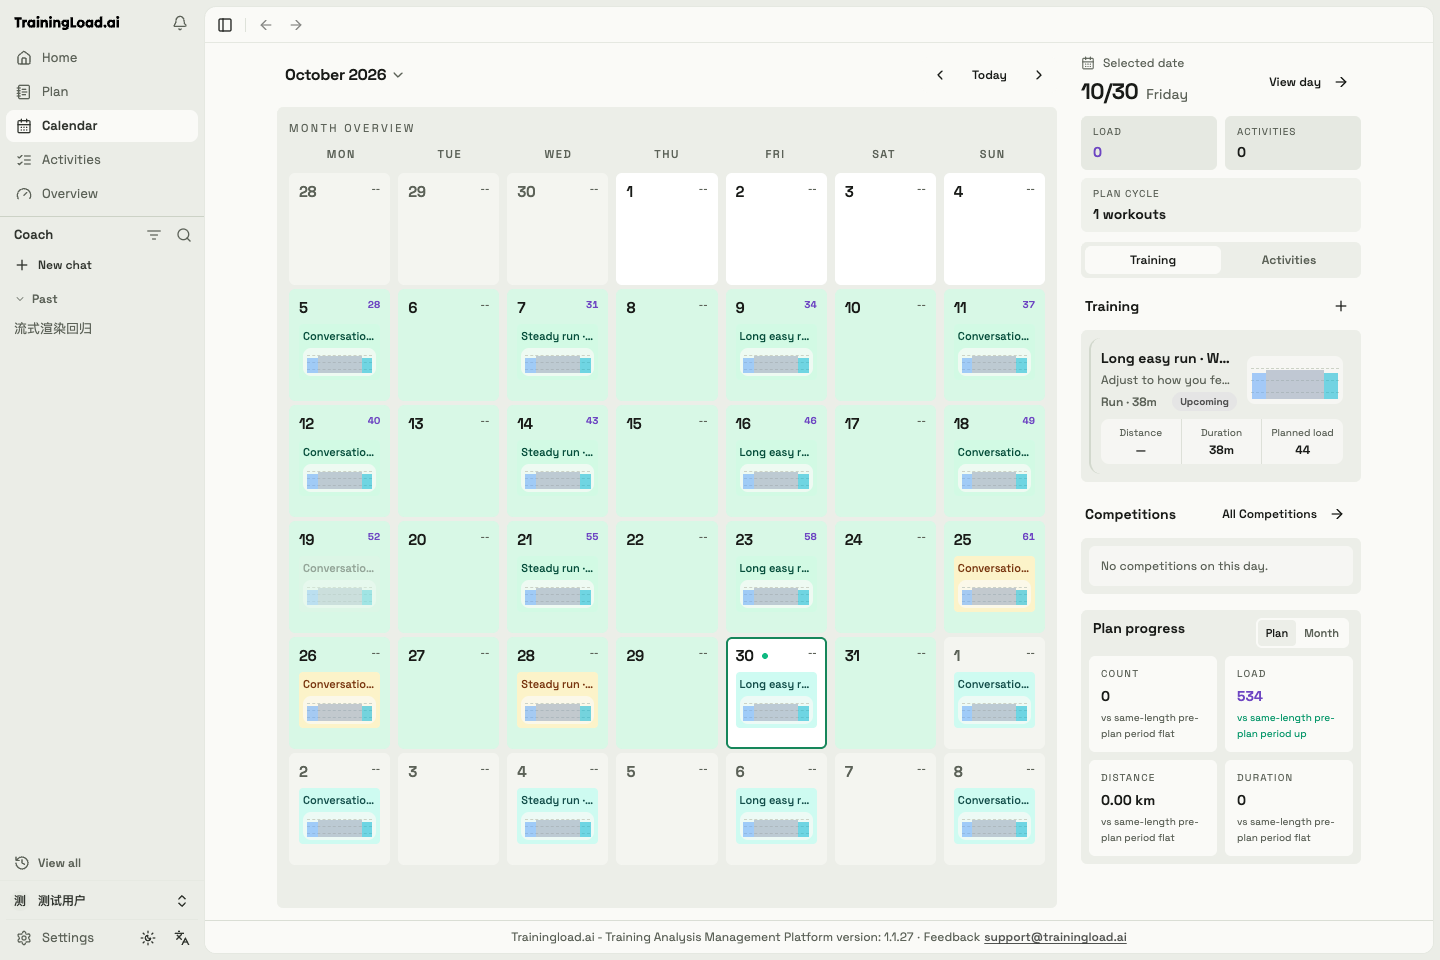 TrainingLoad.ai
Home
Plan
Calendar
Activities
Overview
Coach
New chat
Past
流式渲染回归
View all
测 测试用户
Settings
October 2026
Today
MONTH OVERVIEW
MON TUE WED THU FRI SAT SUN
28 -- 29 -- 30 -- 1 -- 2 -- 3 -- 4 --
5 28 6 -- 7 31 8 -- 9 34 10 -- 11 37
Conversatio... Steady run ·... Long easy r... Conversatio...
12 40 13 -- 14 43 15 -- 16 46 17 -- 18 49
Conversatio... Steady run ·... Long easy r... Conversatio...
19 52 20 -- 21 55 22 -- 23 58 24 -- 25 61
Conversatio... Steady run ·... Long easy r... Conversatio...
26 -- 27 -- 28 -- 29 -- 30 -- 31 -- 1 --
Conversatio... Steady run ·... Long easy r... Conversatio...
2 -- 3 -- 4 -- 5 -- 6 -- 7 -- 8 --
Conversatio... Steady run ·... Long easy r... Conversatio...
Selected date
10/30 Friday
View day
LOAD
0
ACTIVITIES
0
PLAN CYCLE
1 workouts
Training Activities
Training
Long easy run · W...
Adjust to how you fe...
Run · 38m Upcoming
Distance Duration Planned load
— 38m 44
Competitions All Competitions
No competitions on this day.
Plan progress Plan Month
COUNT
0
vs same-length pre-
plan period flat
LOAD
534
vs same-length pre-
plan period up
DISTANCE
0.00 km
vs same-length pre-
plan period flat
DURATION
0
vs same-length pre-
plan period flat
Trainingload.ai - Training Analysis Management Platform version: 1.1.27 · Feedback support@trainingload.ai